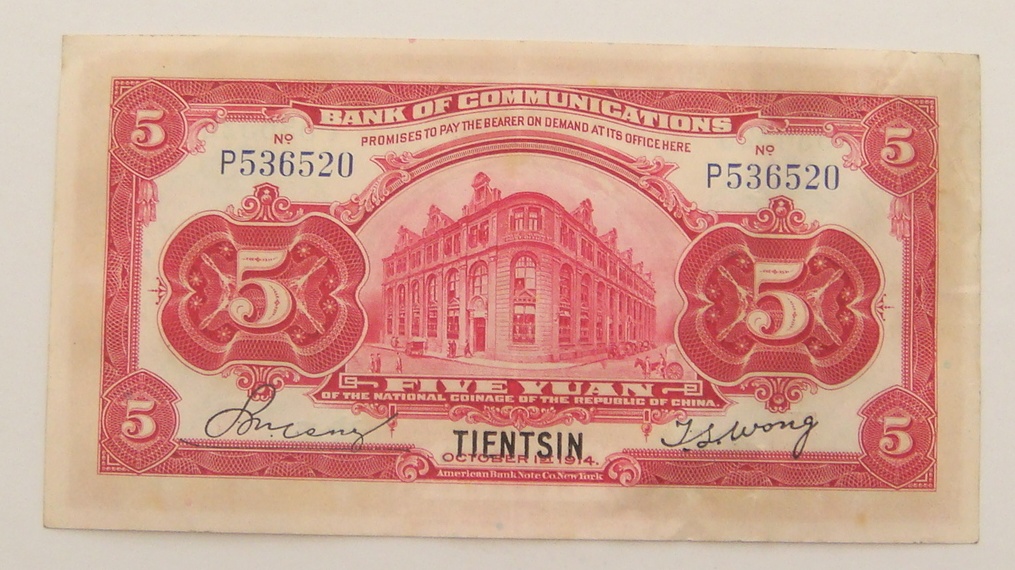 BANK OF COMMUNICATIONS
PROMISES TO PAY THE BEARER ON DEMAND AT ITS OFFICE HERE
5
5
Nº
P536520
Nº
P536520
5
5
FIVE YUAN
OF THE NATIONAL COINAGE OF THE REPUBLIC OF CHINA
5
5
T.S. Wong
TIENTSIN
OCTOBER 1, 1914.
American Bank Note Co. New York